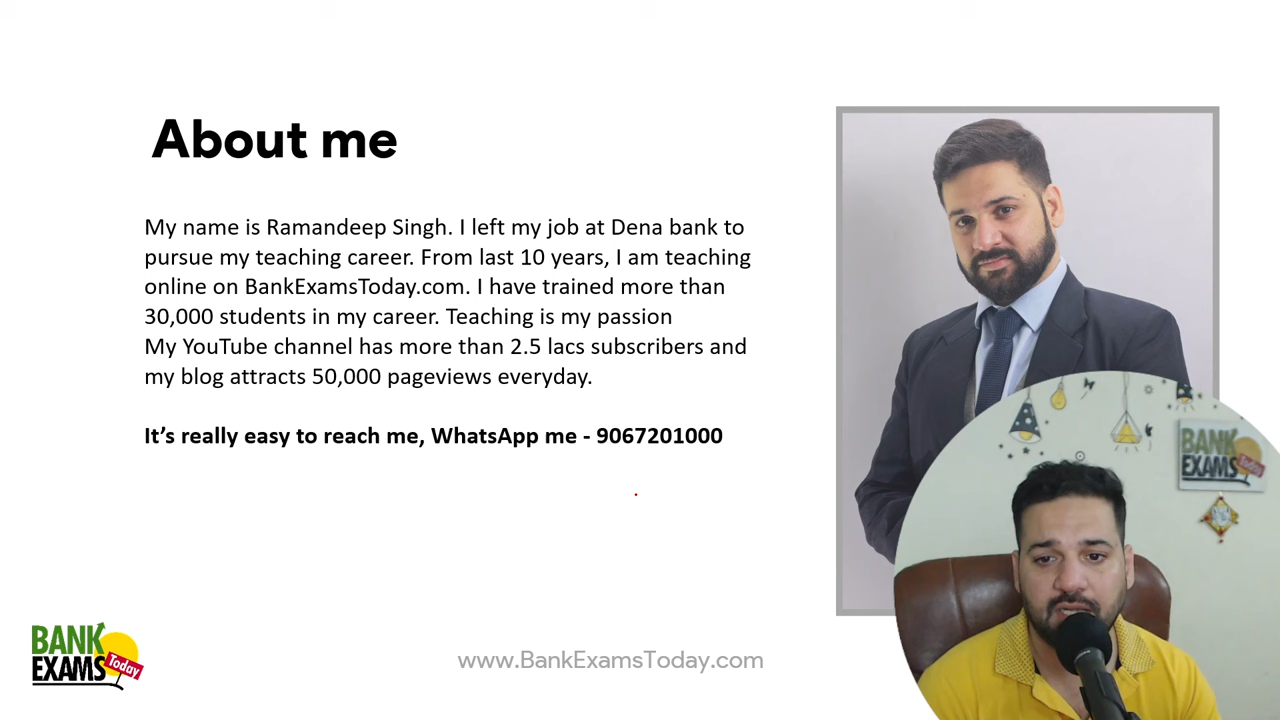 About me
My name is Ramandeep Singh. I left my job at Dena bank to
pursue my teaching career. From last 10 years, I am teaching
online on BankExamsToday.com. I have trained more than
30,000 students in my career. Teaching is my passion
My YouTube channel has more than 2.5 lacs subscribers and
my blog attracts 50,000 pageviews everyday.
It’s really easy to reach me, WhatsApp me - 9067201000
BANK
EXAMS
Today
BANK
EXAMS
Today
www.BankExamsToday.com